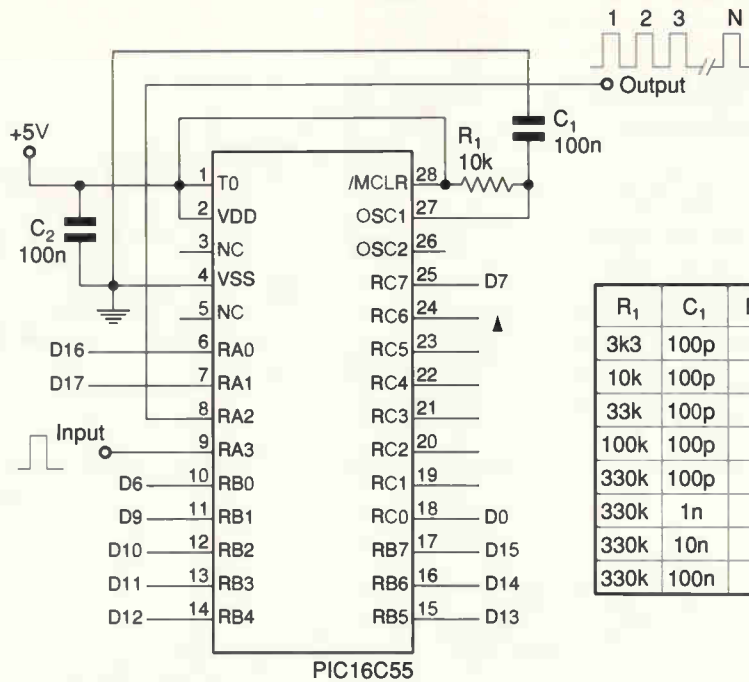 1 2 3 N
Output
+5V
C1
100n
R1
10k
C2
100n
1 T0
2 VDD
3 NC
4 VSS
5 NC
D16 6 RA0
D17 7 RA1
8 RA2
Input 9 RA3
D6 10 RB0
D9 11 RB1
D10 12 RB2
D11 13 RB3
D12 14 RB4
/MCLR 28
OSC1 27
OSC2 26
RC7 25 D7
RC6 24
RC5 23
RC4 22
RC3 21
RC2 20
RC1 19
RC0 18 D0
RB7 17 D15
RB6 16 D14
RB5 15 D13
PIC16C55
R1 C1
3k3 100p
10k 100p
33k 100p
100k 100p
330k 100p
330k 1n
330k 10n
330k 100n